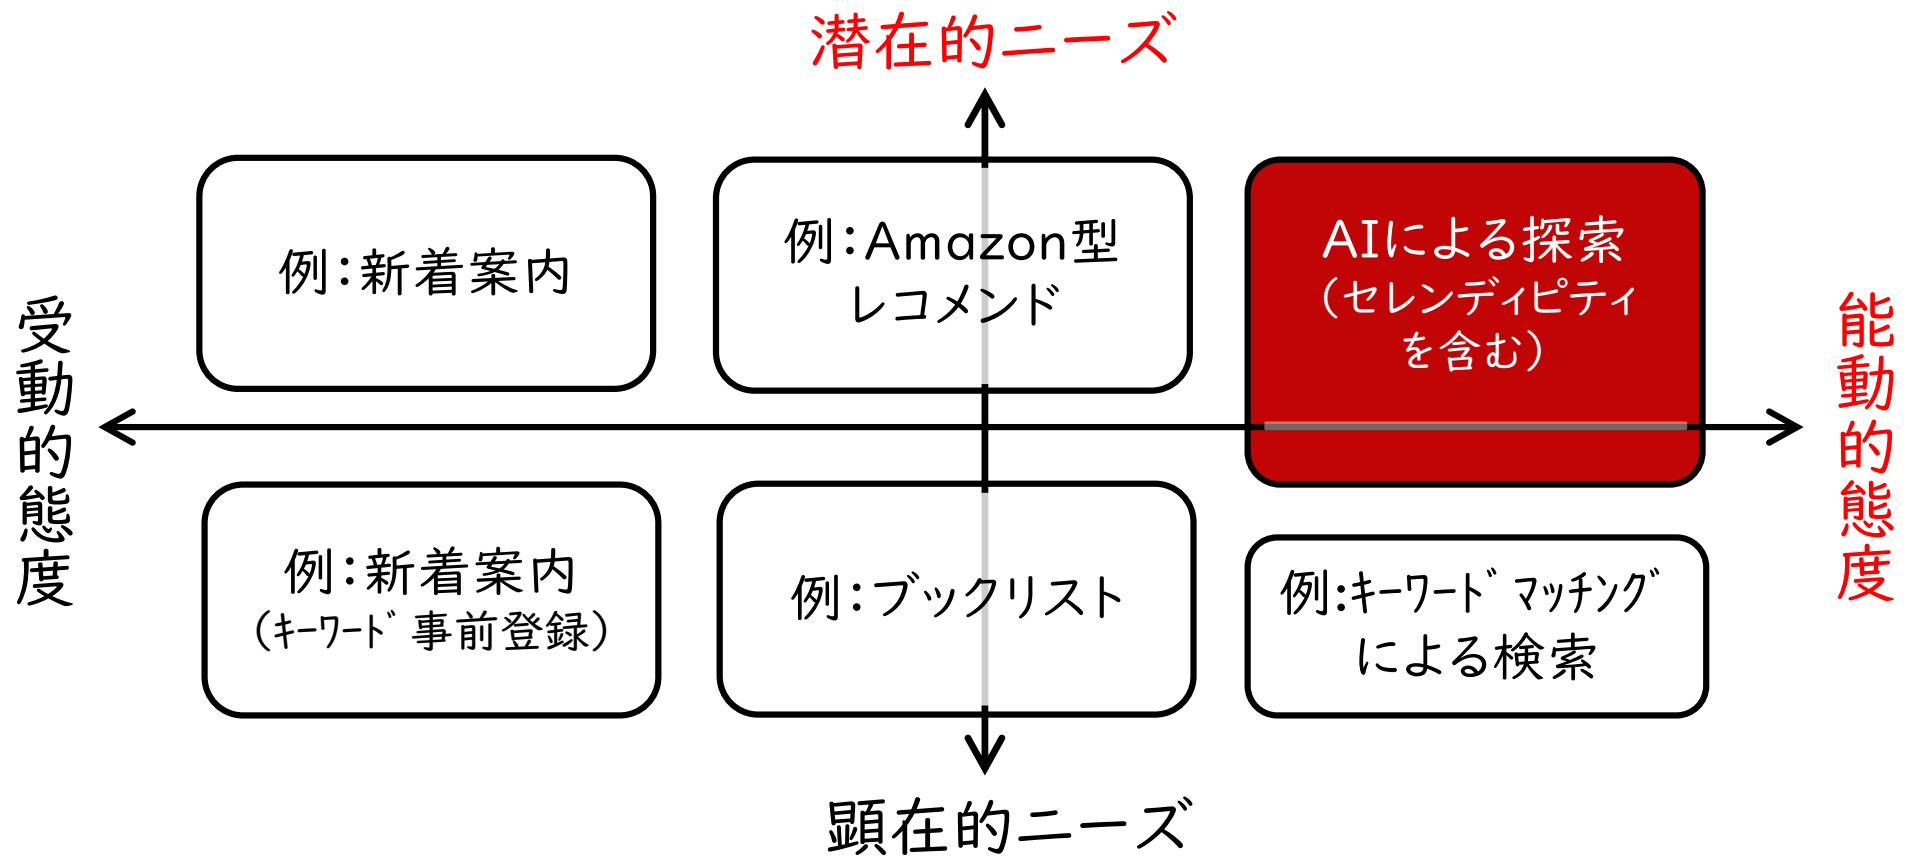 潜在的ニーズ
例：新着案内
例：Amazon型
レコメンド
AIによる探索
（セレンディピティ
を含む）
受動的態度
能動的態度
例：新着案内
（ｷｰﾜｰﾄﾞ事前登録）
例：ブックリスト
例：ｷｰﾜｰﾄﾞﾏｯﾁﾝｸﾞ
による検索
顕在的ニーズ